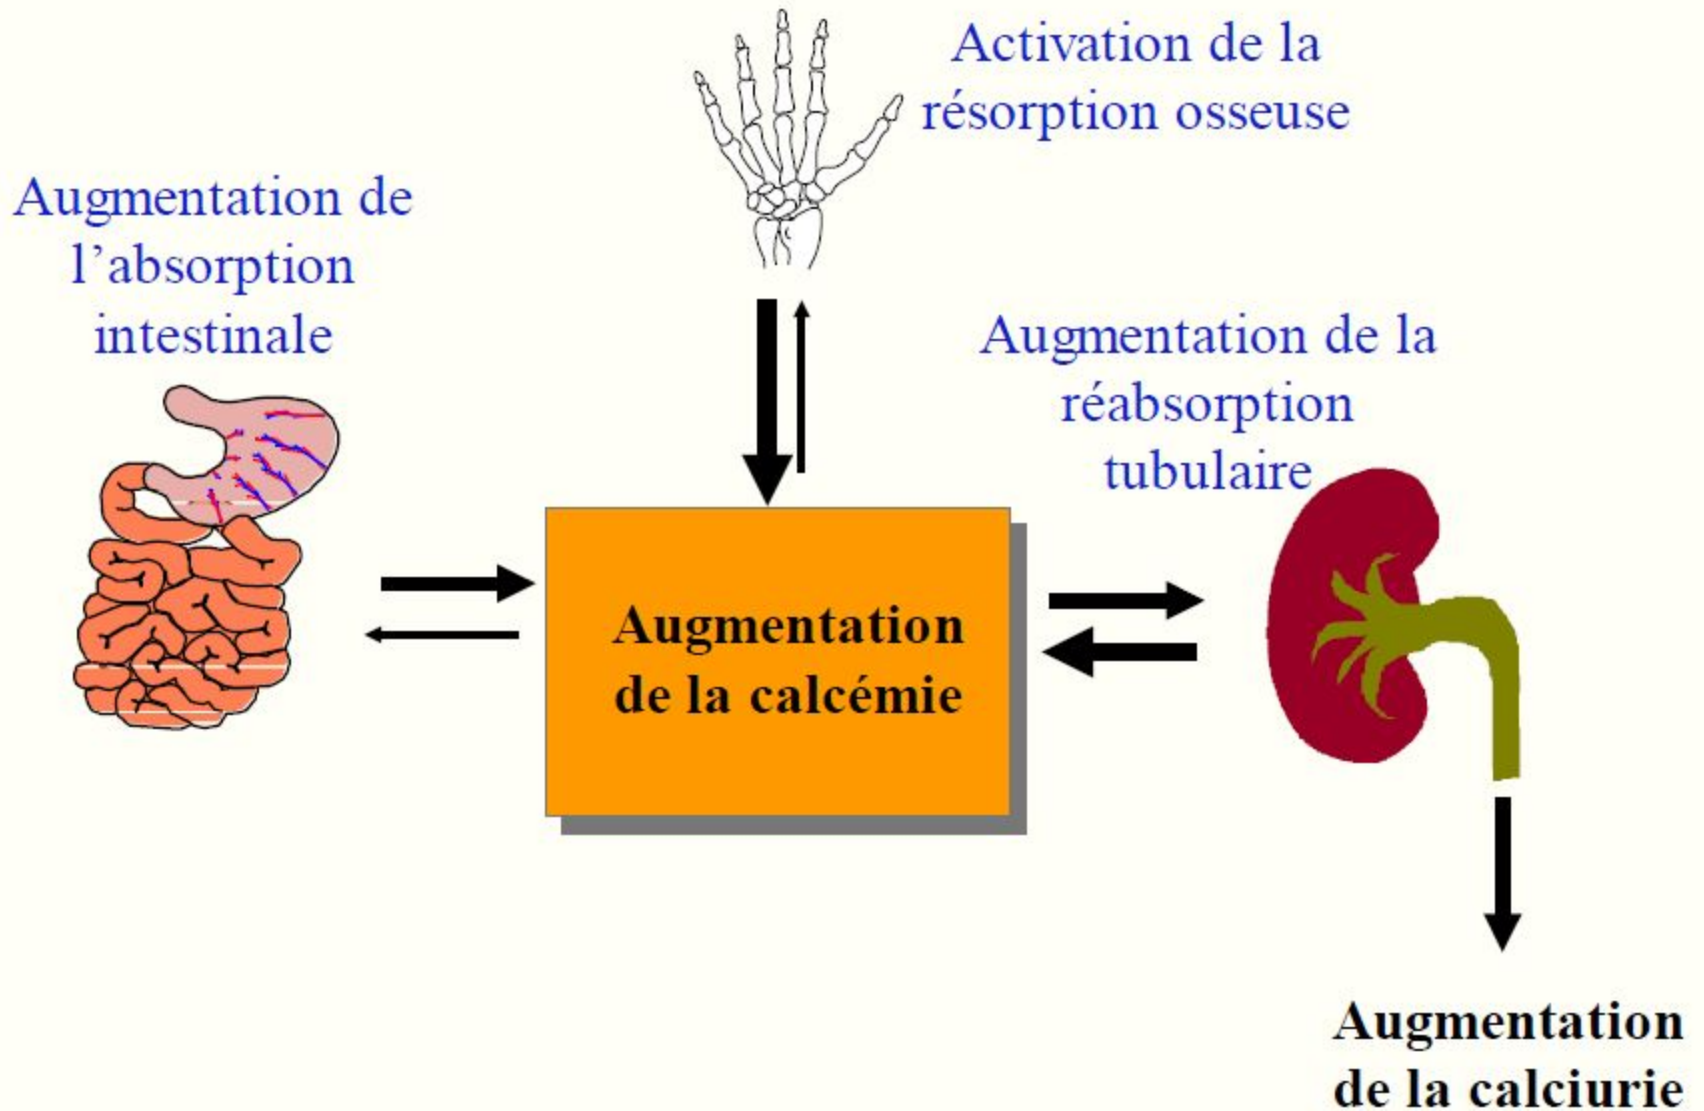 Activation de la
résorption osseuse
Augmentation de
l’absorption
intestinale
Augmentation de la
réabsorption
tubulaire
Augmentation
de la calcémie
Augmentation
de la calciurie